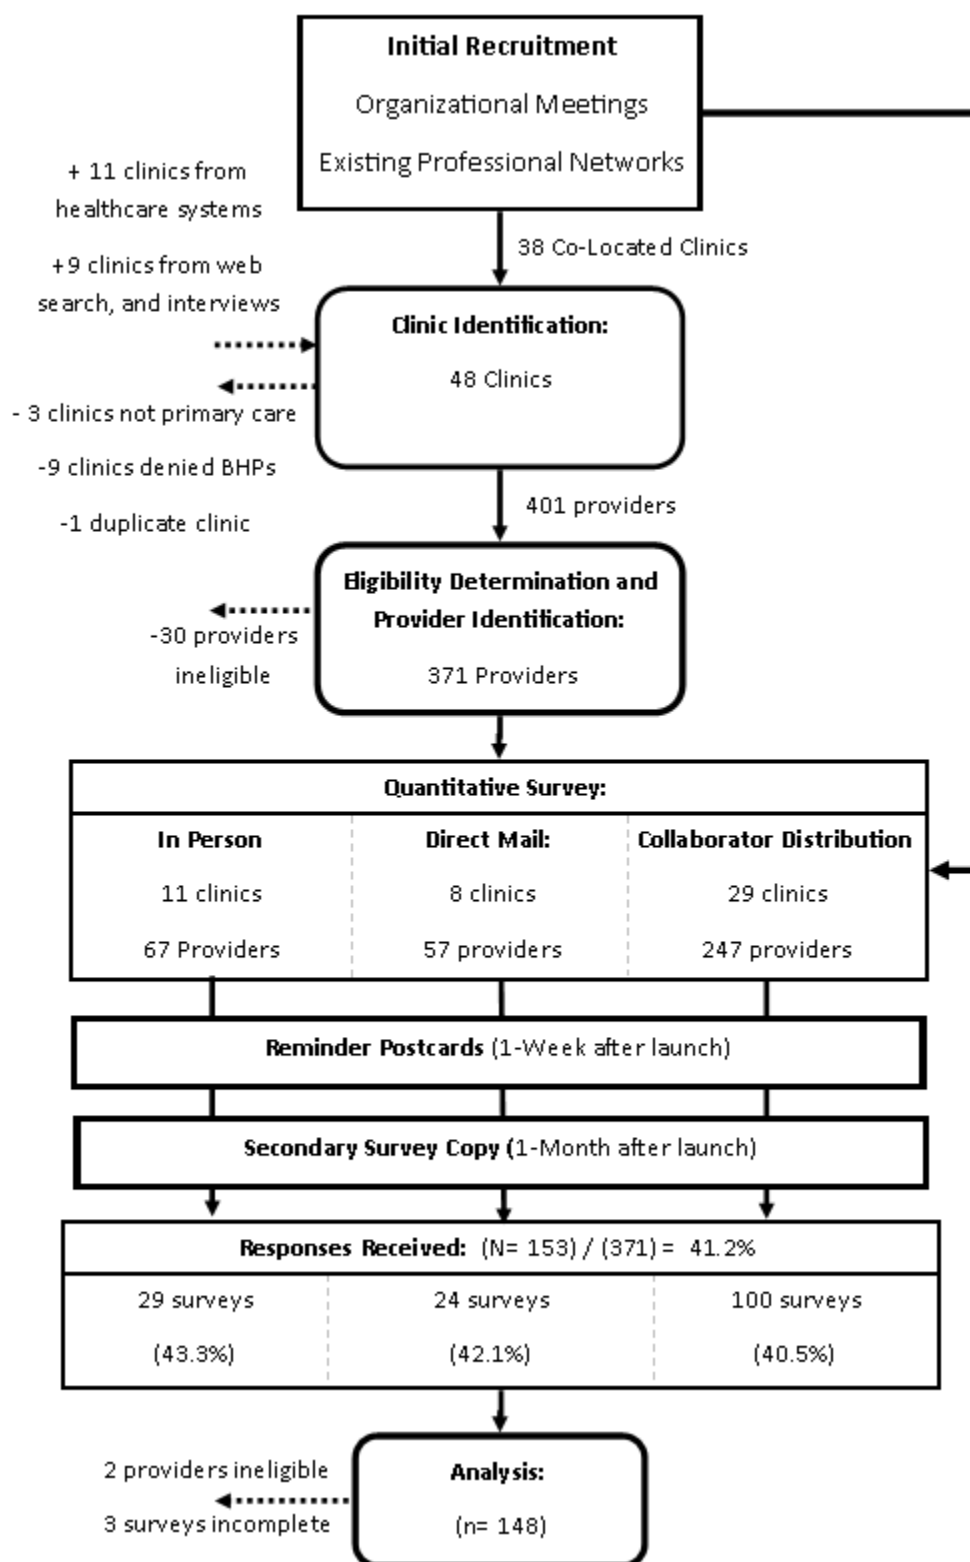 Initial Recruitment
Organizational Meetings
Existing Professional Networks
+ 11 clinics from
healthcare systems
+9 clinics from web
search, and interviews
38 Co-Located Clinics
Clinic Identification:
48 Clinics
- 3 clinics not primary care
-9 clinics denied BHPs
-1 duplicate clinic
401 providers
Eligibility Determination and
Provider Identification:
371 Providers
-30 providers
ineligible
Quantitative Survey:
In Person Direct Mail: Collaborator Distribution
11 clinics 8 clinics 29 clinics
67 Providers 57 providers 247 providers
Reminder Postcards (1-Week after launch)
Secondary Survey Copy (1-Month after launch)
Responses Received: (N= 153) / (371) = 41.2%
29 surveys 24 surveys 100 surveys
(43.3%) (42.1%) (40.5%)
2 providers ineligible
3 surveys incomplete
Analysis:
(n= 148)